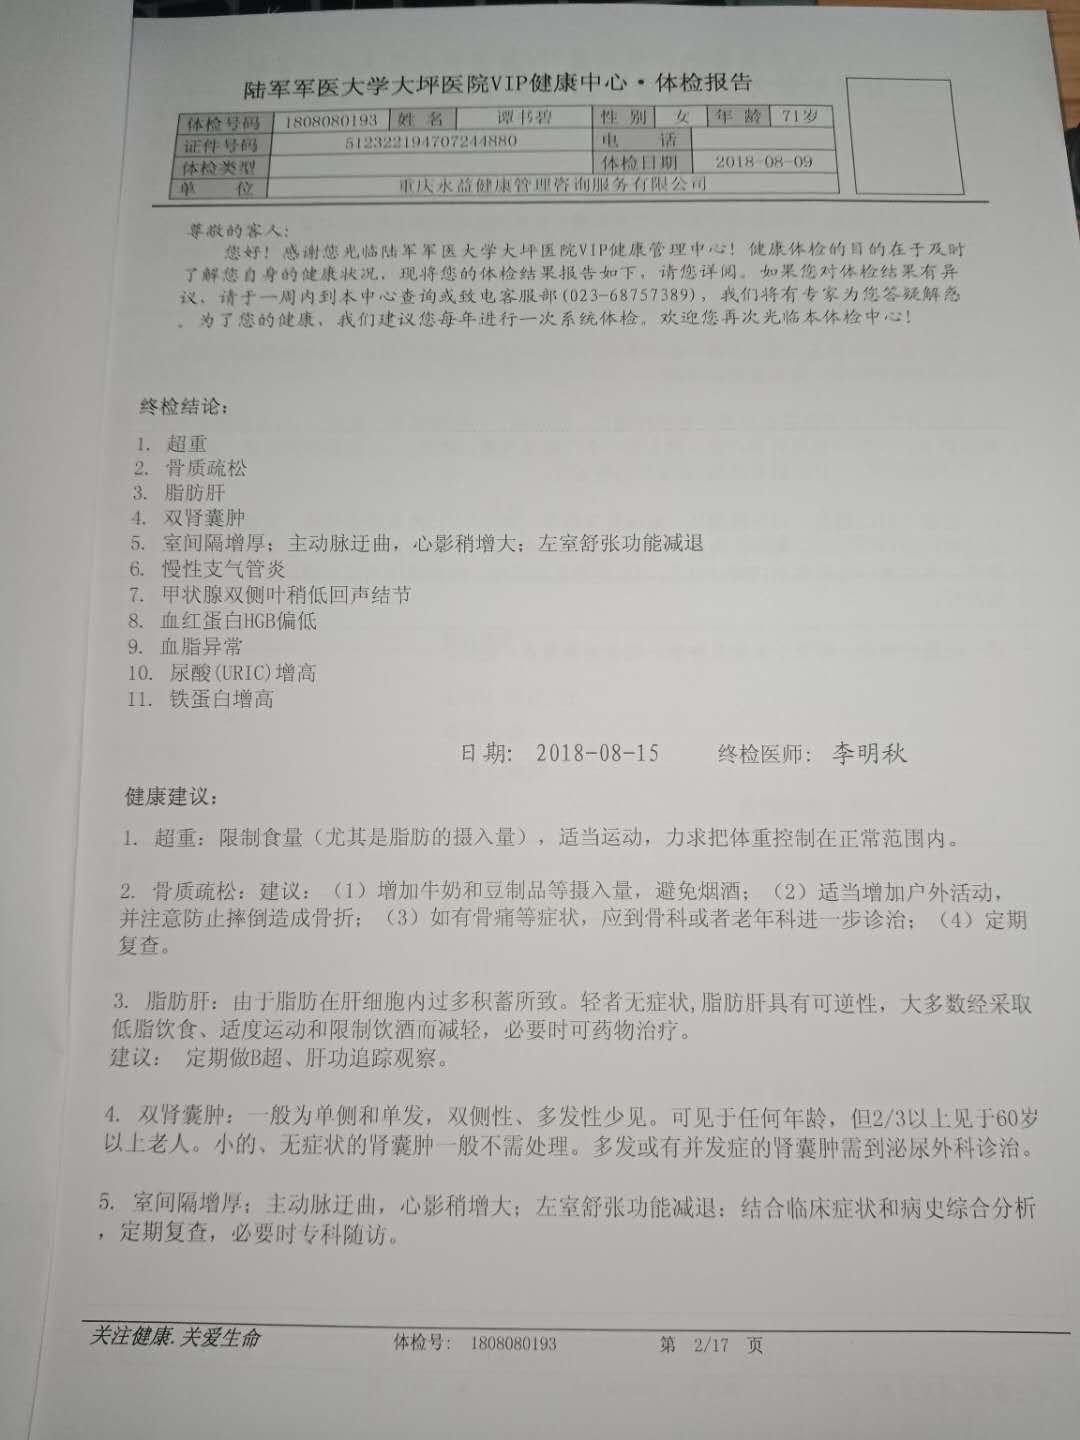 陆军军医大学大坪医院VIP健康中心·体检报告
体检号码 1808080193 姓 名 谭书碧 性 别 女 年 龄 71岁
证件号码 512322194707244880 电 话
体检类型 体检日期 2018-08-09
单 位 重庆永益健康管理咨询服务有限公司
尊敬的客人:
您好! 感谢您光临陆军军医大学大坪医院VIP健康管理中心! 健康体检的目的在于及时
了解您自身的健康状况, 现将您的体检结果报告如下, 请您详阅。如果您对体检结果有异
议, 请于一周内到本中心查询或致电客服部(023-68757389), 我们将有专家为您答疑解惑
。为了您的健康、我们建议您每年进行一次系统体检。欢迎您再次光临本体检中心!
终检结论:
1. 超重
2. 骨质疏松
3. 脂肪肝
4. 双肾囊肿
5. 室间隔增厚；主动脉迂曲，心影稍增大；左室舒张功能减退
6. 慢性支气管炎
7. 甲状腺双侧叶稍低回声结节
8. 血红蛋白HGB偏低
9. 血脂异常
10. 尿酸(URIC)增高
11. 铁蛋白增高
日期: 2018-08-15 终检医师: 李明秋
健康建议:
1. 超重：限制食量（尤其是脂肪的摄入量），适当运动，力求把体重控制在正常范围内。
2. 骨质疏松：建议：（1）增加牛奶和豆制品等摄入量，避免烟酒；（2）适当增加户外活动，
并注意防止摔倒造成骨折；（3）如有骨痛等症状，应到骨科或者老年科进一步诊治；（4）定期
复查。
3. 脂肪肝：由于脂肪在肝细胞内过多积蓄所致。轻者无症状,脂肪肝具有可逆性，大多数经采取
低脂饮食、适度运动和限制饮酒而减轻，必要时可药物治疗。
建议： 定期做B超、肝功追踪观察。
4. 双肾囊肿：一般为单侧和单发，双侧性、多发性少见。可见于任何年龄，但2/3以上见于60岁
以上老人。小的、无症状的肾囊肿一般不需处理。多发或有并发症的肾囊肿需到泌尿外科诊治。
5. 室间隔增厚；主动脉迂曲，心影稍增大；左室舒张功能减退：结合临床症状和病史综合分析
，定期复查，必要时专科随访。
关注健康.关爱生命 体检号: 1808080193 第 2/17 页